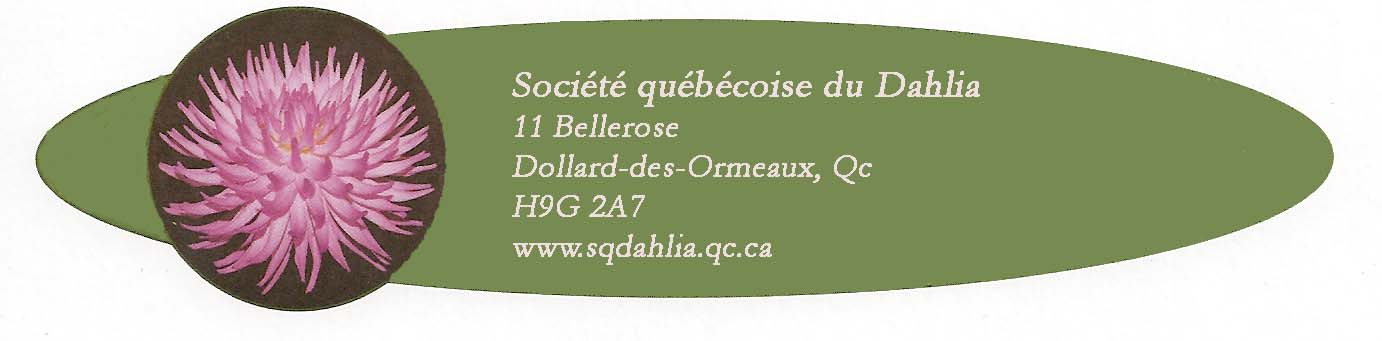 Société québécoise du Dahlia
11 Bellerose
Dollard-des-Ormeaux, Qc
H9G 2A7
www.sqdahlia.qc.ca